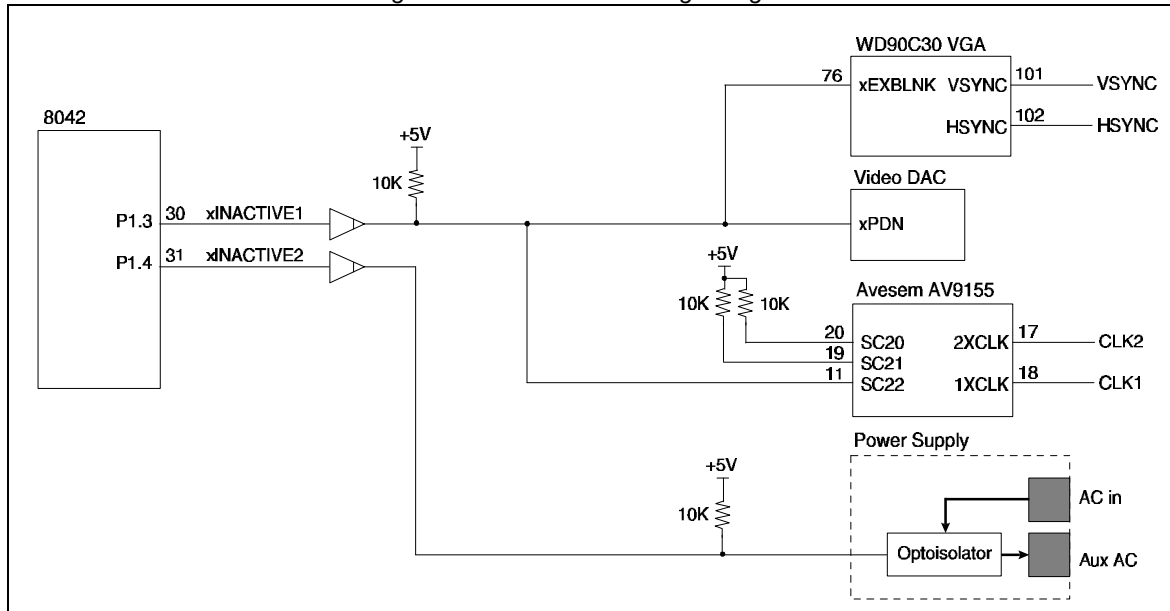 WD90C30 VGA
76
xEXBLNK
VSYNC
101
VSYNC
HSYNC
102
HSYNC
8042
+5V
10K
Video DAC
P1.3
30
xINACTIVE1
xPDN
P1.4
31
xINACTIVE2
+5V
10K
10K
Avesem AV9155
20
SC20
2XCLK
17
CLK2
19
SC21
11
SC22
1XCLK
18
CLK1
Power Supply
+5V
10K
AC in
Optoisolator
Aux AC